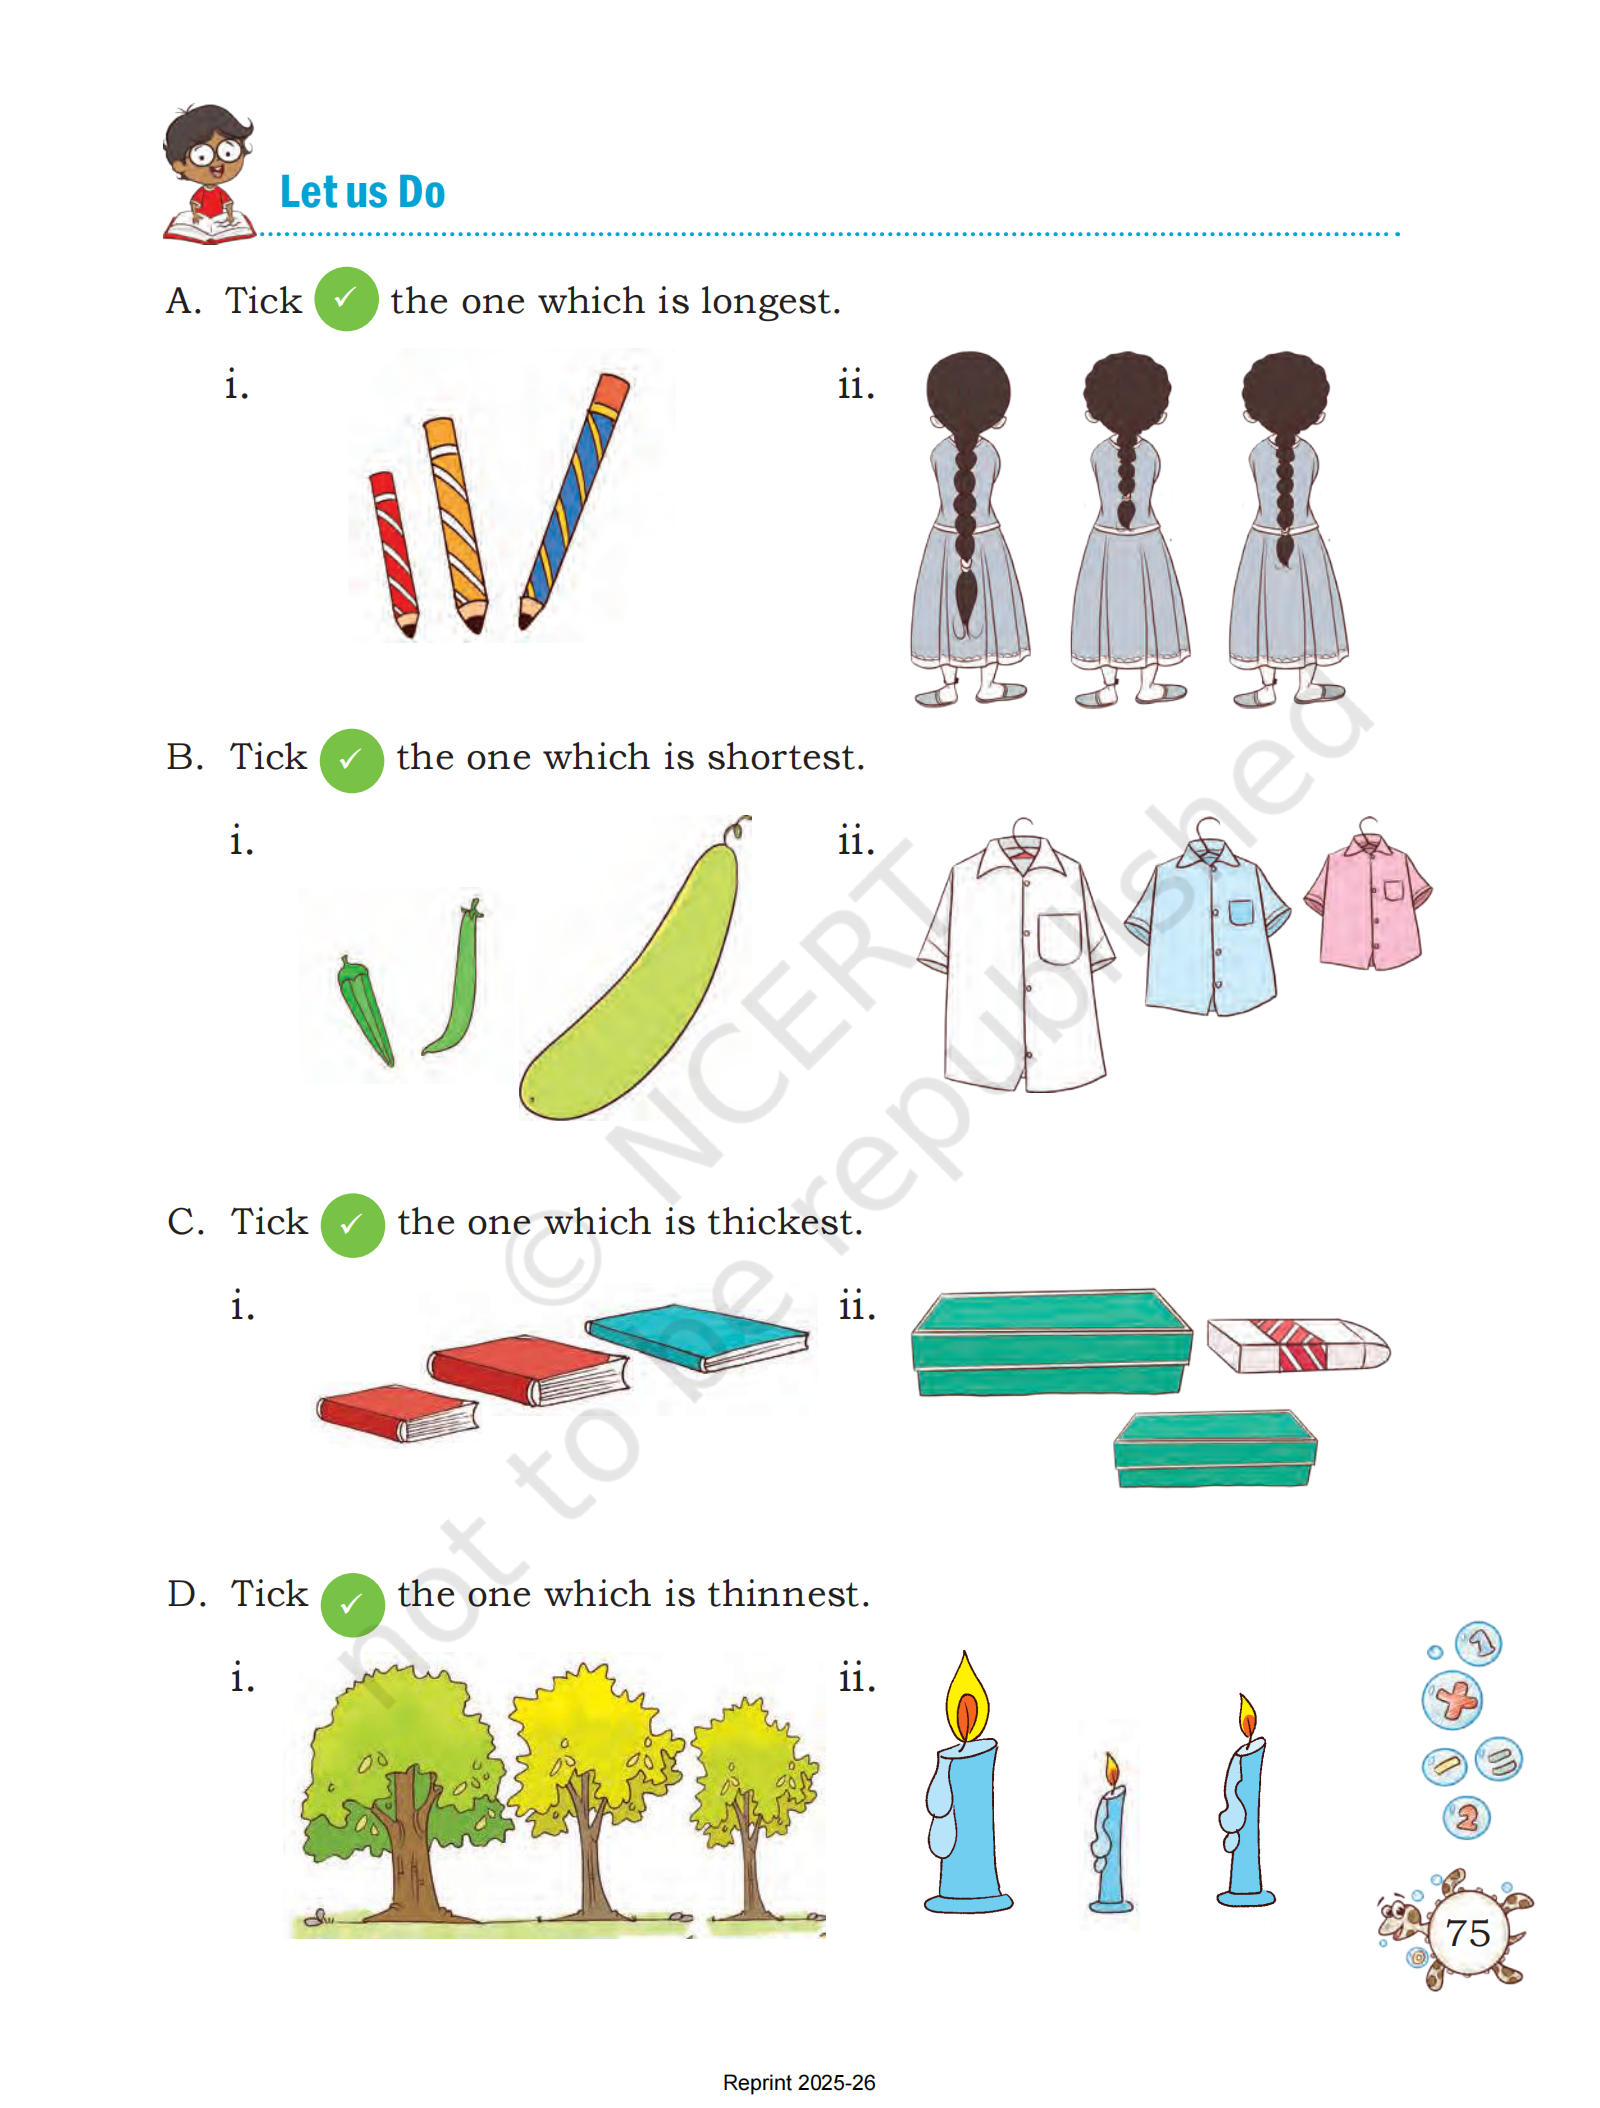 Let us Do
A. Tick ✓ the one which is longest.
i.
ii.
B. Tick ✓ the one which is shortest.
i.
ii.
C. Tick ✓ the one which is thickest.
i.
ii.
D. Tick ✓ the one which is thinnest.
i.
ii.
1
2
75
© NCERT
not to be republished
Reprint 2025-26